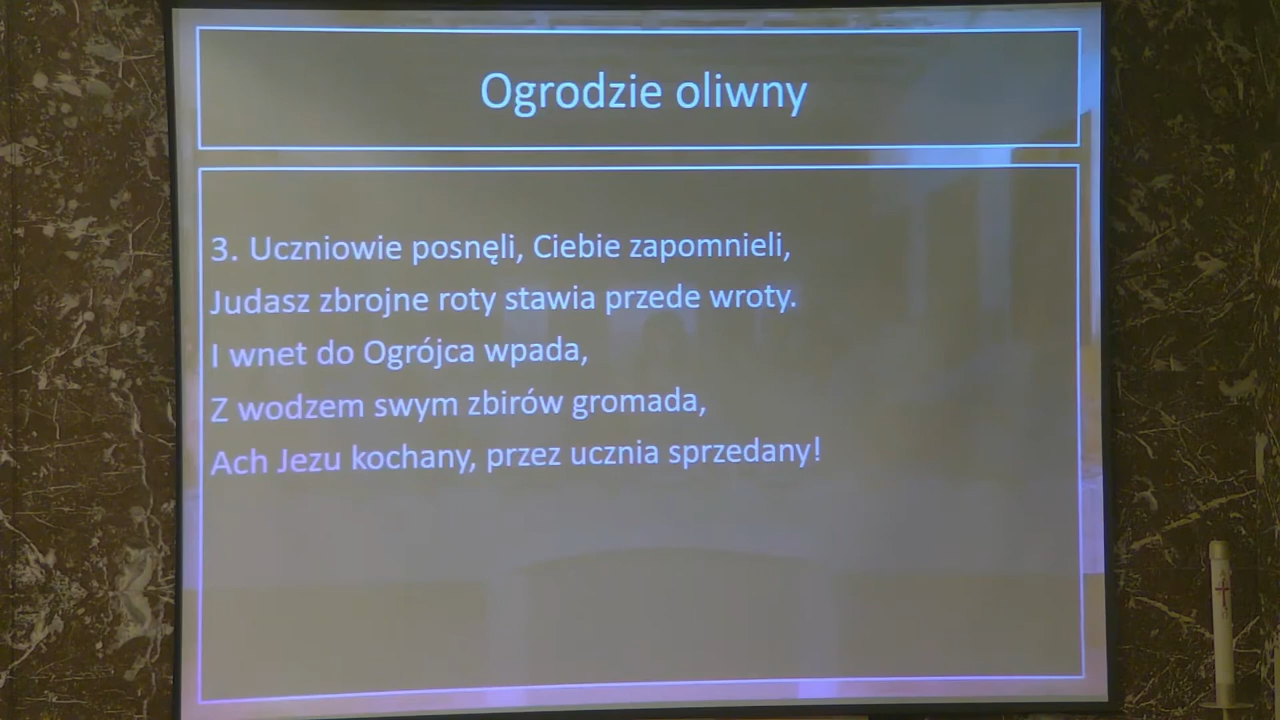 Ogrodzie oliwny
3. Uczniowie posnęli, Ciebie zapomnieli,
Judasz zbrojne roty stawia przede wroty.
I wnet do Ogrójca wpada,
Z wodzem swym zbirów gromada,
Ach Jezu kochany, przez ucznia sprzedany!